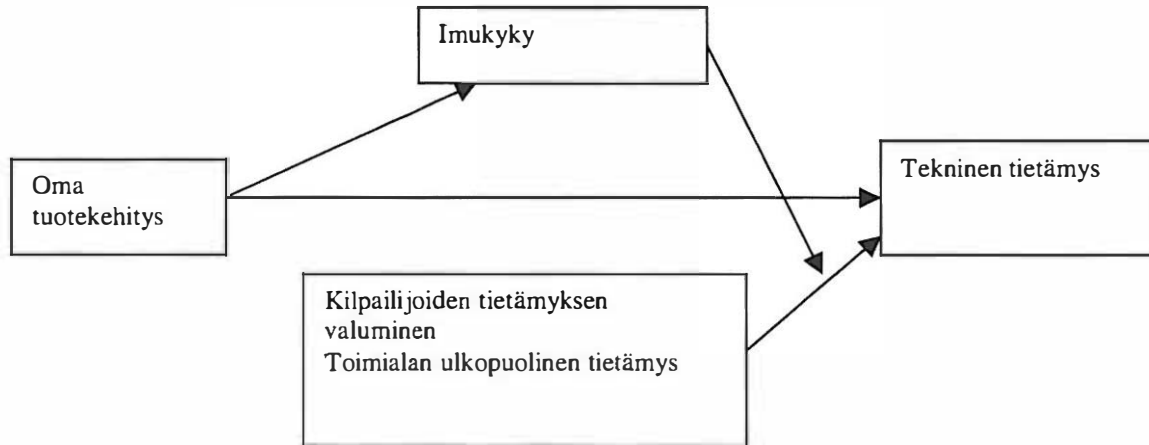 Imukyky
Oma
tuotekehitys
Tekninen tietämys
Kilpailijoiden tietämyksen
valuminen
Toimialan ulkopuolinen tietämys